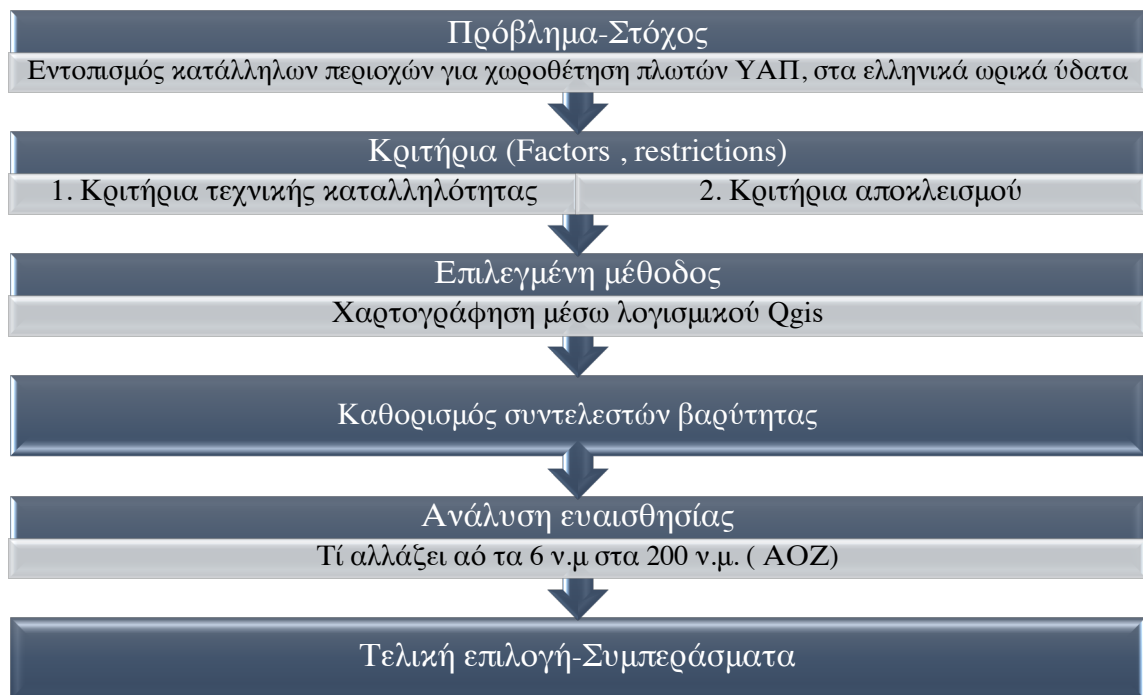 Πρόβλημα-Στόχος
Εντοπισμός κατάλληλων περιοχών για χωροθέτηση πλωτών ΥΑΠ, στα ελληνικά ωρικά ύδατα
Κριτήρια (Factors , restrictions)
1. Κριτήρια τεχνικής καταλληλότητας
2. Κριτήρια αποκλεισμού
Επιλεγμένη μέθοδος
Χαρτογράφηση μέσω λογισμικού Qgis
Καθορισμός συντελεστών βαρύτητας
Ανάλυση ευαισθησίας
Τί αλλάζει αό τα 6 ν.μ στα 200 ν.μ. ( ΑΟΖ)
Τελική επιλογή-Συμπεράσματα